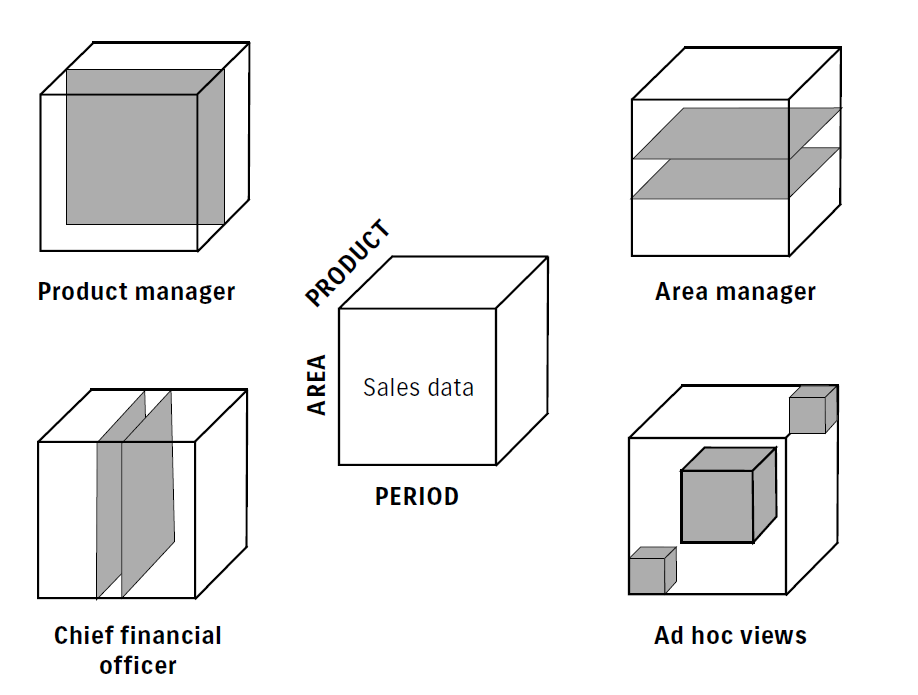 Product manager
Area manager
PRODUCT
AREA
Sales data
PERIOD
Chief financial
officer
Ad hoc views